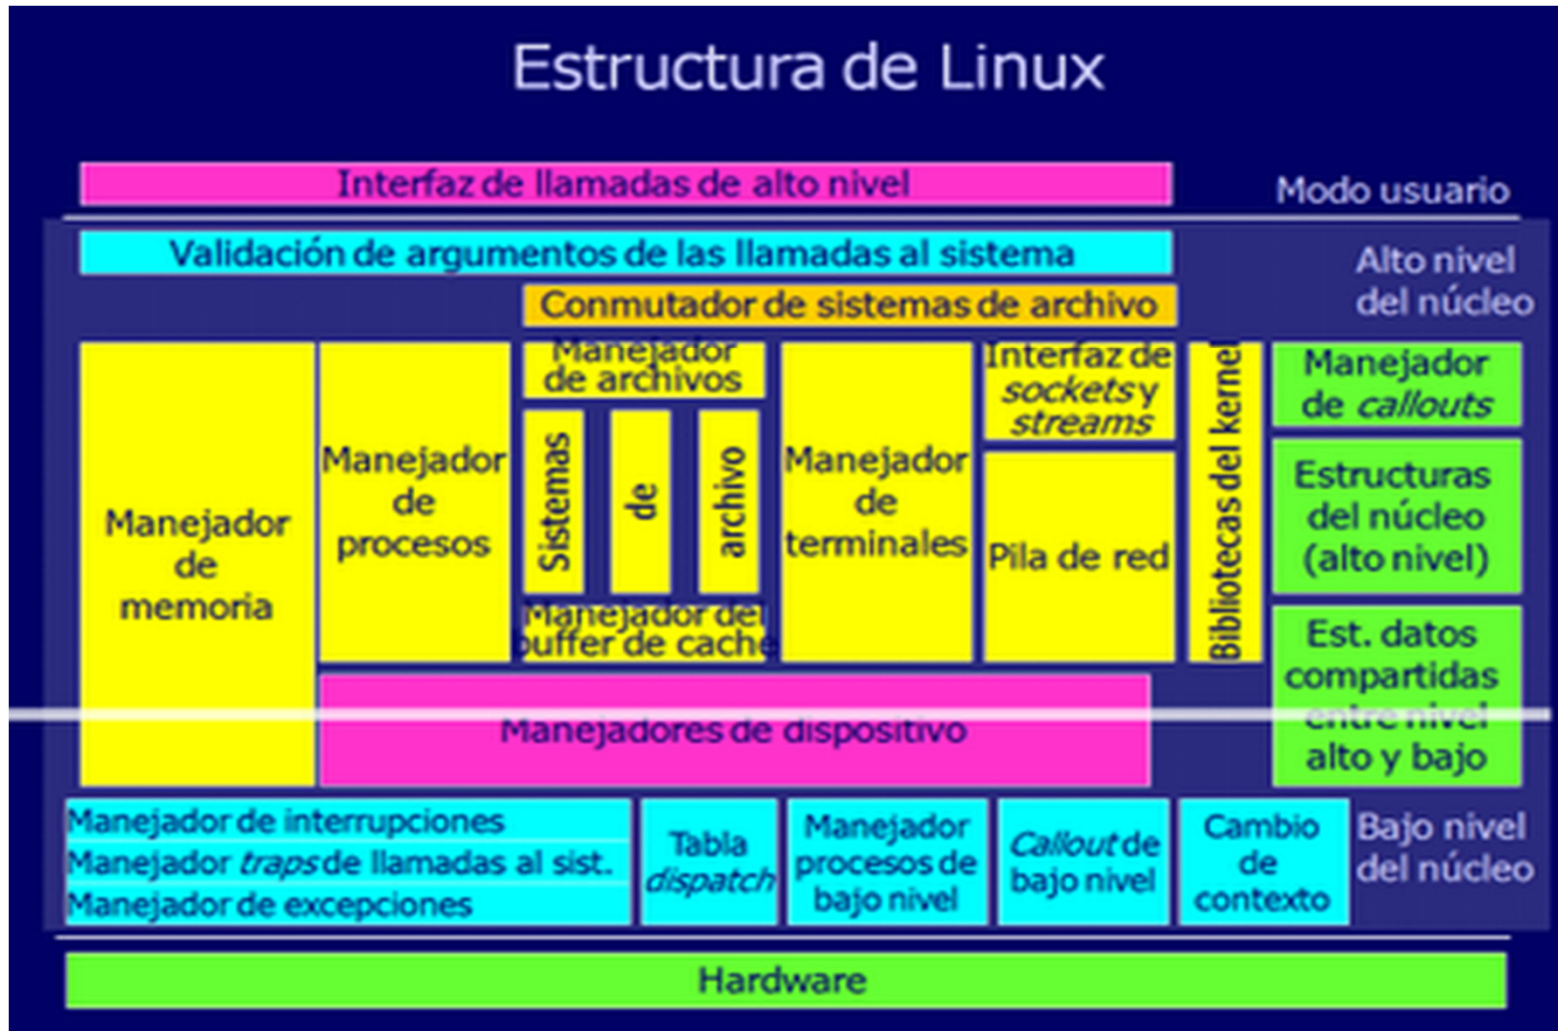 Estructura de Linux
Interfaz de llamadas de alto nivel
Modo usuario
Validación de argumentos de las llamadas al sistema
Alto nivel
del núcleo
Conmutador de sistemas de archivo
Manejador
de
memoria
Manejador
de
procesos
Manejador
de archivos
Sistemas
de
archivo
Manejador del
buffer de cache
Manejador
de
terminales
Interfaz de
sockets y
streams
Pila de red
Bibliotecas del kernel
Manejador
de callouts
Estructuras
del núcleo
(alto nivel)
Est. datos
compartidas
entre nivel
alto y bajo
Manejadores de dispositivo
Manejador de interrupciones
Manejador traps de llamadas al sist.
Manejador de excepciones
Tabla
dispatch
Manejador
procesos de
bajo nivel
Callout de
bajo nivel
Cambio
de
contexto
Bajo nivel
del núcleo
Hardware